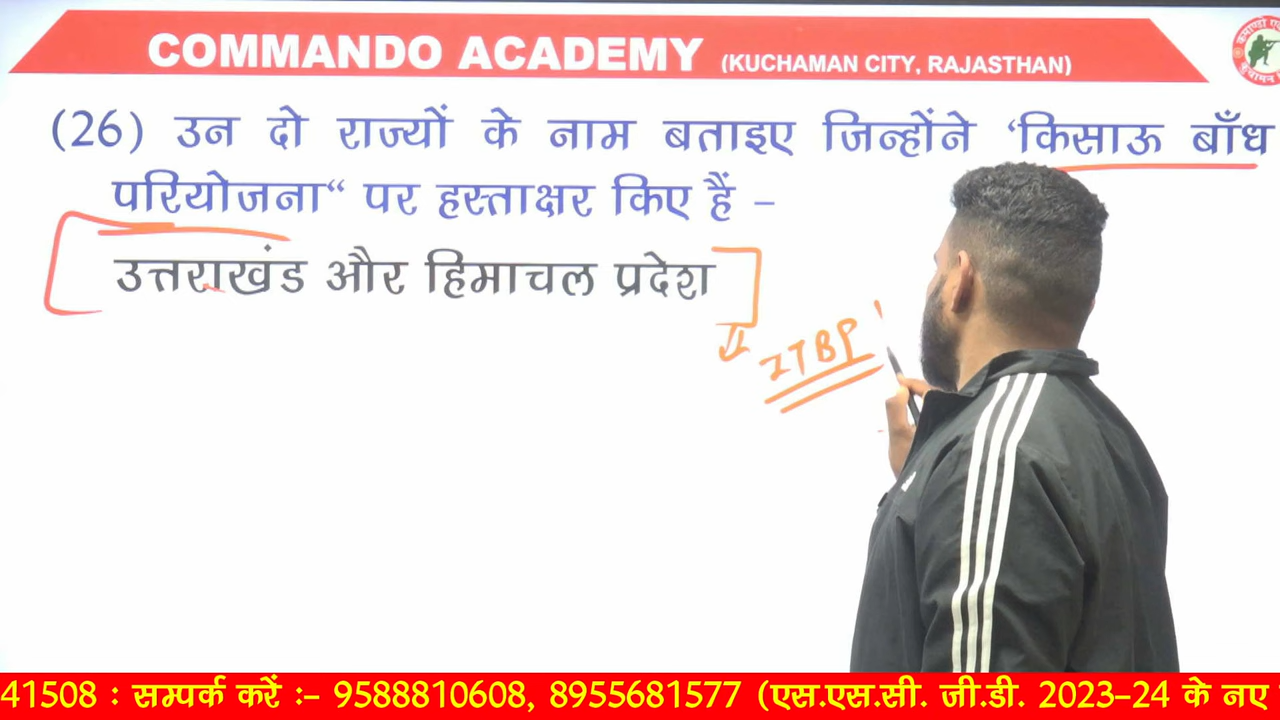 COMMANDO ACADEMY (KUCHAMAN CITY, RAJASTHAN)
(26) उन दो राज्यों के नाम बताइए जिन्होंने ‘किसाऊ बाँध
परियोजना“ पर हस्ताक्षर किए हैं –
उत्तराखंड और हिमाचल प्रदेश
ITBP
41508 : सम्पर्क करें :– 9588810608, 8955681577 (एस.एस.सी. जी.डी. 2023–24 के नए